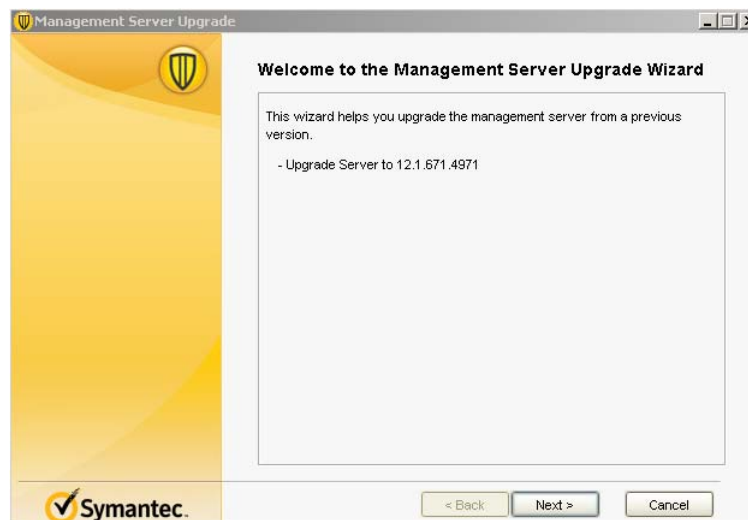 Management Server Upgrade
Welcome to the Management Server Upgrade Wizard
This wizard helps you upgrade the management server from a previous
version.
- Upgrade Server to 12.1.671.4971
Symantec.
< Back
Next >
Cancel